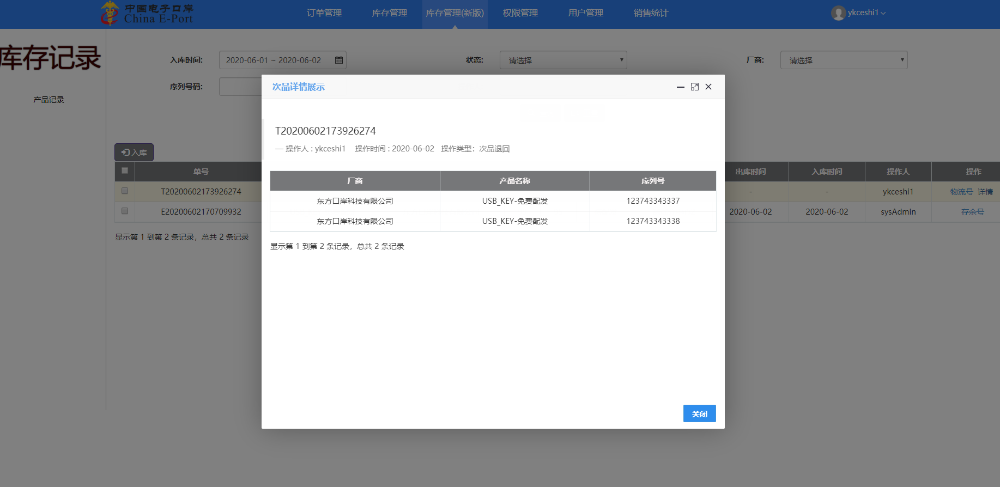 中国电子口岸
China E-Port
订单管理 库存管理 库存管理(新版) 权限管理 用户管理 销售统计 ykceshi1
库存记录
产品记录
入库时间: 2020-06-01 ~ 2020-06-02 状态: 请选择 厂商: 请选择
序列号码:
次品详情展示
T20200602173926274
— 操作人 : ykceshi1 操作时间 : 2020-06-02 操作类型：次品退回
厂商 产品名称 序列号
东方口岸科技有限公司 USB_KEY-免费配发 123743343337
东方口岸科技有限公司 USB_KEY-免费配发 123743343338
显示第 1 到第 2 条记录，总共 2 条记录
关闭
入库
单号 出库时间 入库时间 操作人 操作
T20200602173926274 - - ykceshi1 物流号 详情
E20200602170709932 2020-06-02 2020-06-02 sysAdmin 存余号
显示第 1 到第 2 条记录，总共 2 条记录